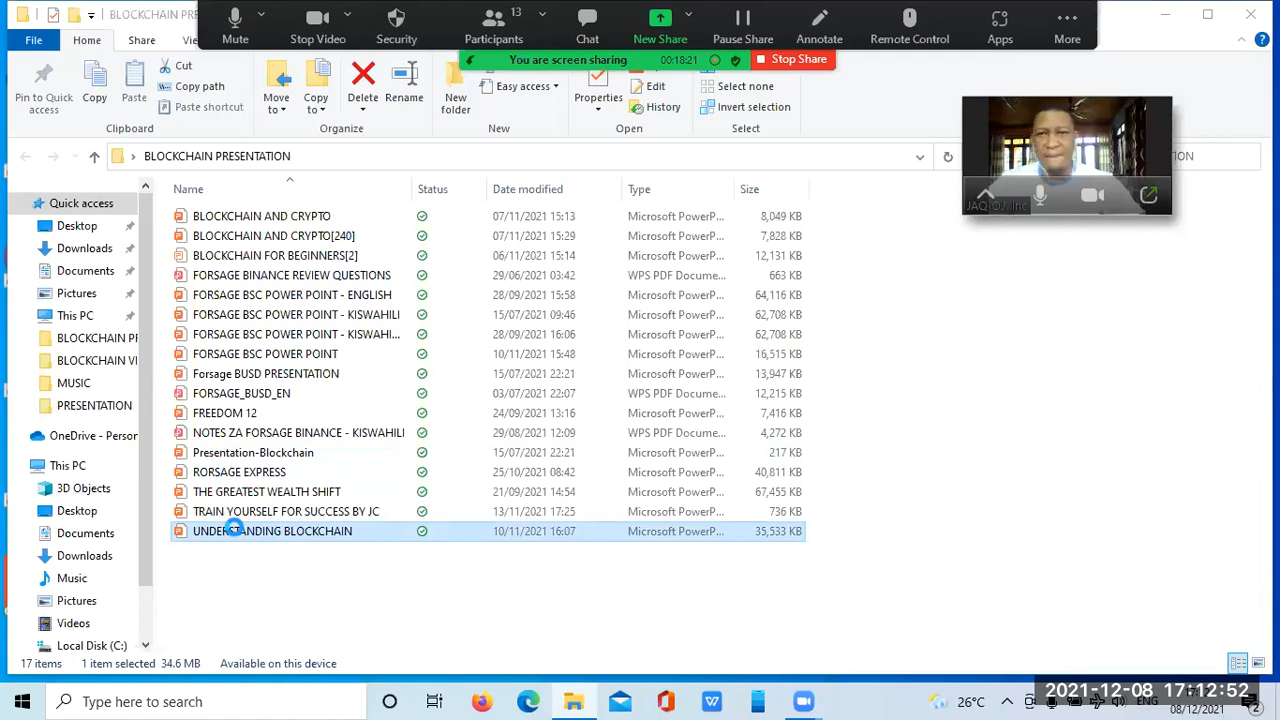 BLOCKCHAIN PRE
Mute
Stop Video
Security
13
Participants
Chat
New Share
Pause Share
Annotate
Remote Control
Apps
More
You are screen sharing
00:18:21
Stop Share
File
Home
Share
Pin to Quick access
Copy
Paste
Cut
Copy path
Paste shortcut
Clipboard
Move to
Copy to
Delete
Rename
Organize
New folder
Easy access
New
Properties
Edit
History
Open
Select none
Invert selection
Select
BLOCKCHAIN PRESENTATION
JAQ OJ. Inc
Name
Status
Date modified
Type
Size
Quick access
Desktop
Downloads
Documents
Pictures
This PC
BLOCKCHAIN PF
BLOCKCHAIN VI
MUSIC
PRESENTATION
OneDrive - Person
This PC
3D Objects
Desktop
Documents
Downloads
Music
Pictures
Videos
Local Disk (C:)
BLOCKCHAIN AND CRYPTO 07/11/2021 15:13 Microsoft PowerP... 8,049 KB
BLOCKCHAIN AND CRYPTO[240] 07/11/2021 15:29 Microsoft PowerP... 7,828 KB
BLOCKCHAIN FOR BEGINNERS[2] 06/11/2021 15:14 Microsoft PowerP... 12,131 KB
FORSAGE BINANCE REVIEW QUESTIONS 29/06/2021 03:42 WPS PDF Docume... 663 KB
FORSAGE BSC POWER POINT - ENGLISH 28/09/2021 15:58 Microsoft PowerP... 64,116 KB
FORSAGE BSC POWER POINT - KISWAHILI 15/07/2021 09:46 Microsoft PowerP... 62,708 KB
FORSAGE BSC POWER POINT - KISWAHI... 28/09/2021 16:06 Microsoft PowerP... 62,708 KB
FORSAGE BSC POWER POINT 10/11/2021 15:48 Microsoft PowerP... 16,515 KB
Forsage BUSD PRESENTATION 15/07/2021 22:21 Microsoft PowerP... 13,947 KB
FORSAGE_BUSD_EN 03/07/2021 22:07 WPS PDF Docume... 12,215 KB
FREEDOM 12 24/09/2021 13:16 Microsoft PowerP... 7,416 KB
NOTES ZA FORSAGE BINANCE - KISWAHILI 29/08/2021 12:09 WPS PDF Docume... 4,272 KB
Presentation-Blockchain 15/07/2021 22:21 Microsoft PowerP... 217 KB
RORSAGE EXPRESS 25/10/2021 08:42 Microsoft PowerP... 40,811 KB
THE GREATEST WEALTH SHIFT 21/09/2021 14:54 Microsoft PowerP... 67,455 KB
TRAIN YOURSELF FOR SUCCESS BY JC 13/11/2021 17:25 Microsoft PowerP... 736 KB
UNDERSTANDING BLOCKCHAIN 10/11/2021 16:07 Microsoft PowerP... 35,533 KB
17 items
1 item selected 34.6 MB
Available on this device
Type here to search
26°C
ENG
2021-12-08 17:12:52
08/12/2021
2